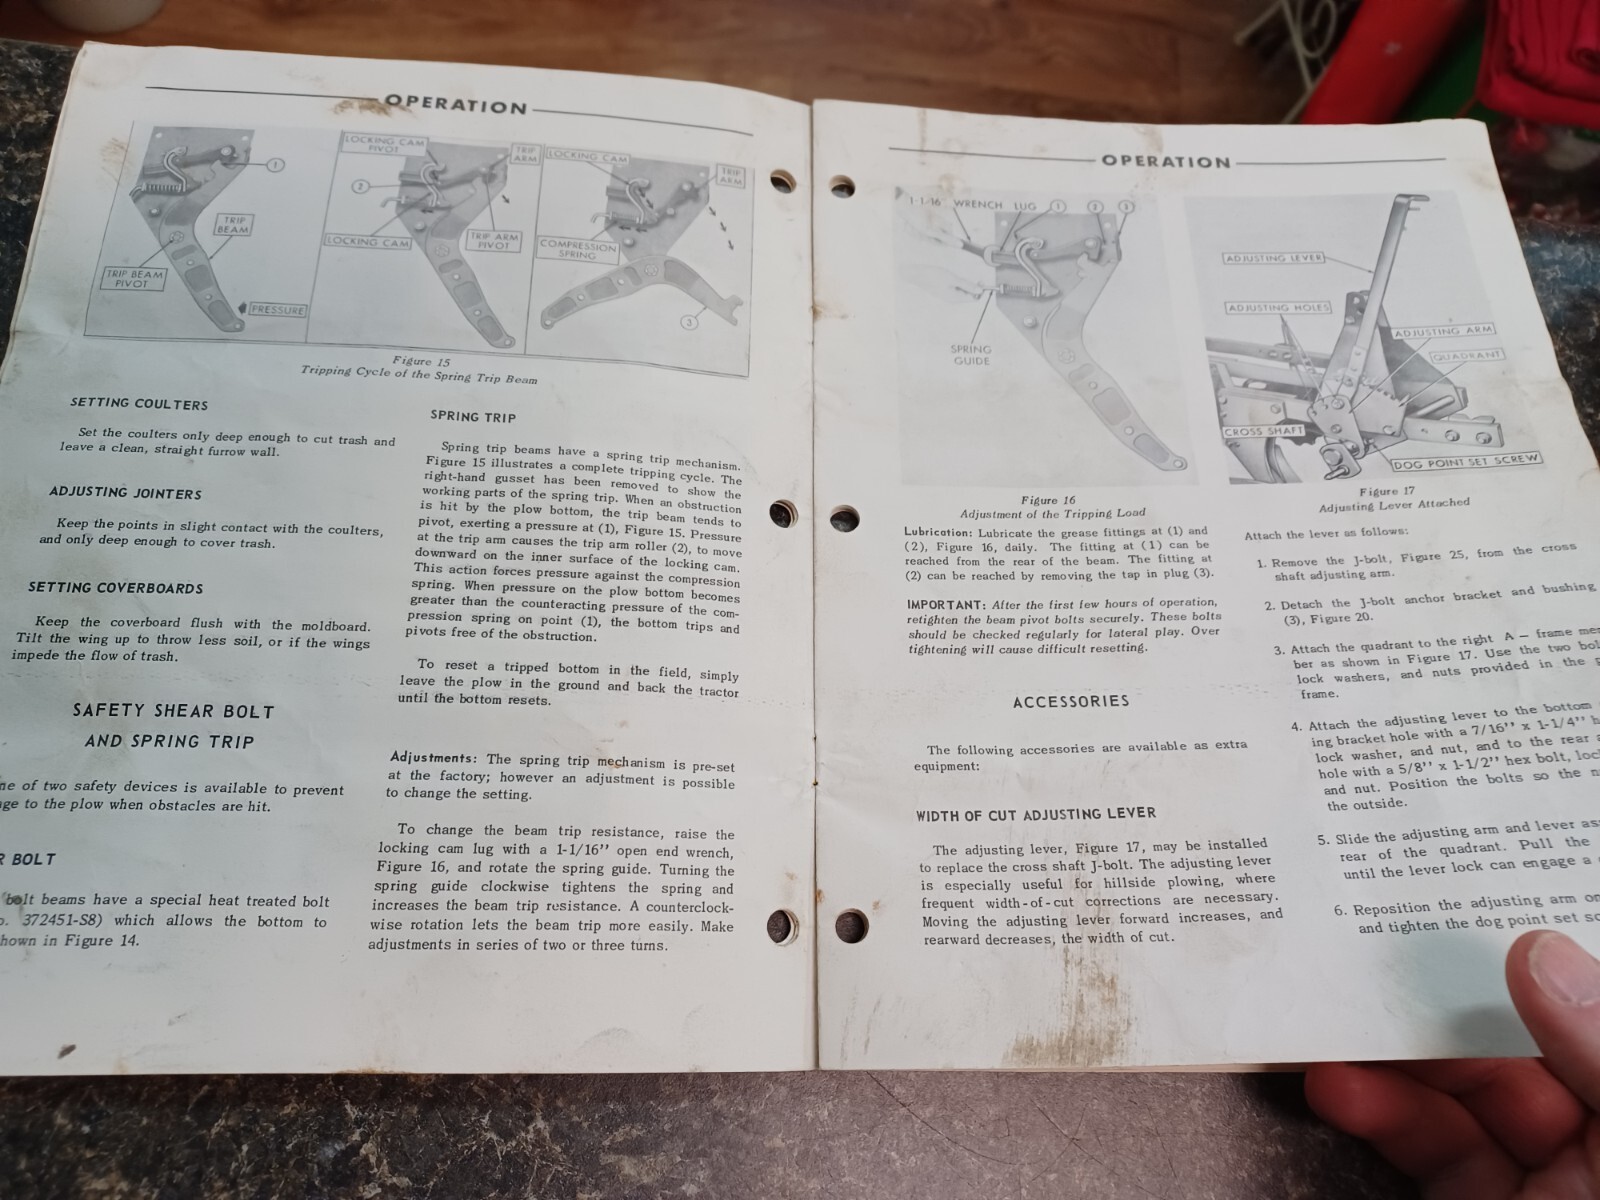 OPERATION
1
TRIP
BEAM
TRIP BEAM
PIVOT
PRESSURE
LOCKING CAM
PIVOT
TRIP
ARM
2
LOCKING CAM
TRIP ARM
PIVOT
LOCKING CAM
TRIP
ARM
COMPRESSION
SPRING
3
Figure 15
Tripping Cycle of the Spring Trip Beam
SETTING COULTERS
Set the coulters only deep enough to cut trash and
leave a clean, straight furrow wall.
ADJUSTING JOINTERS
Keep the points in slight contact with the coulters,
and only deep enough to cover trash.
SETTING COVERBOARDS
Keep the coverboard flush with the moldboard.
Tilt the wing up to throw less soil, or if the wings
impede the flow of trash.
SAFETY SHEAR BOLT
AND SPRING TRIP
of two safety devices is available to prevent
to the plow when obstacles are hit.
BOLT
bolt beams have a special heat treated bolt
372451-S8) which allows the bottom to
in Figure 14.
SPRING TRIP
Spring trip beams have a spring trip mechanism.
Figure 15 illustrates a complete tripping cycle. The
right-hand gusset has been removed to show the
working parts of the spring trip. When an obstruction
is hit by the plow bottom, the trip beam tends to
pivot, exerting a pressure at (1), Figure 15. Pressure
at the trip arm causes the trip arm roller (2), to move
downward on the inner surface of the locking cam.
This action forces pressure against the compression
spring. When pressure on the plow bottom becomes
greater than the counteracting pressure of the com-
pression spring on point (1), the bottom trips and
pivots free of the obstruction.
To reset a tripped bottom in the field, simply
leave the plow in the ground and back the tractor
until the bottom resets.
Adjustments: The spring trip mechanism is pre-set
at the factory; however an adjustment is possible
to change the setting.
To change the beam trip resistance, raise the
locking cam lug with a 1-1/16" open end wrench,
Figure 16, and rotate the spring guide. Turning the
spring guide clockwise tightens the spring and
increases the beam trip resistance. A counterclock-
wise rotation lets the beam trip more easily. Make
adjustments in series of two or three turns.
OPERATION
1-1/16 WRENCH LUG 1 2 3
SPRING
GUIDE
Figure 16
Adjustment of the Tripping Load
Lubrication: Lubricate the grease fittings at (1) and
(2), Figure 16, daily. The fitting at (1) can be
reached from the rear of the beam. The fitting at
(2) can be reached by removing the tap in plug (3).
IMPORTANT: After the first few hours of operation,
retighten the beam pivot bolts securely. These bolts
should be checked regularly for lateral play. Over
tightening will cause difficult resetting.
ACCESSORIES
The following accessories are available as extra
equipment:
WIDTH OF CUT ADJUSTING LEVER
The adjusting lever, Figure 17, may be installed
to replace the cross shaft J-bolt. The adjusting lever
is especially useful for hillside plowing, where
frequent width-of-cut corrections are necessary.
Moving the adjusting lever forward increases, and
rearward decreases, the width of cut.
ADJUSTING LEVER
ADJUSTING HOLES
ADJUSTING ARM
QUADRANT
CROSS SHAFT
DOG POINT SET SCREW
Figure 17
Adjusting Lever Attached
Attach the lever as follows:
1. Remove the J-bolt, Figure 25, from the cross
shaft adjusting arm.
2. Detach the J-bolt anchor bracket and bushing
(3), Figure 20.
3. Attach the quadrant to the right A - frame mem
ber as shown in Figure 17. Use the two
lock washers, and nuts provided in the
frame.
4. Attach the adjusting lever to the bottom
ing bracket hole with a 7/16" x 1-1/4"
lock washer, and nut, and to the rear
hole with a 5/8" x 1-1/2" hex bolt,
and nut. Position the bolts so the
the outside.
5. Slide the adjusting arm and lever
rear of the quadrant. Pull the
until the lever lock can engage a
6. Reposition the adjusting arm
and tighten the dog point set